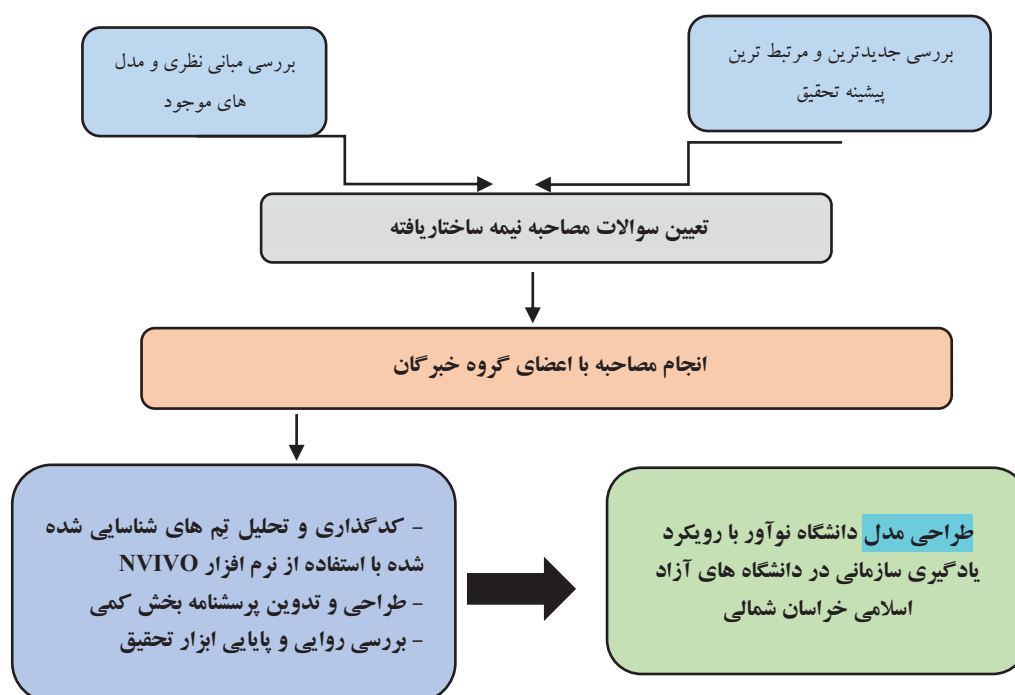 بررسی جدیدترین و مرتبط ترین
پیشینه تحقیق
بررسی مبانی نظری و مدل
های موجود
تعیین سوالات مصاحبه نیمه ساختاریافته
انجام مصاحبه با اعضای گروه خبرگان
- کدگذاری و تحلیل تِم های شناسایی شده
شده با استفاده از نرم افزار NVIVO
- طراحی و تدوین پرسشنامه بخش کمی
- بررسی روایی و پایایی ابزار تحقیق
طراحی مدل دانشگاه نوآور با رویکرد
یادگیری سازمانی در دانشگاه های آزاد
اسلامی خراسان شمالی